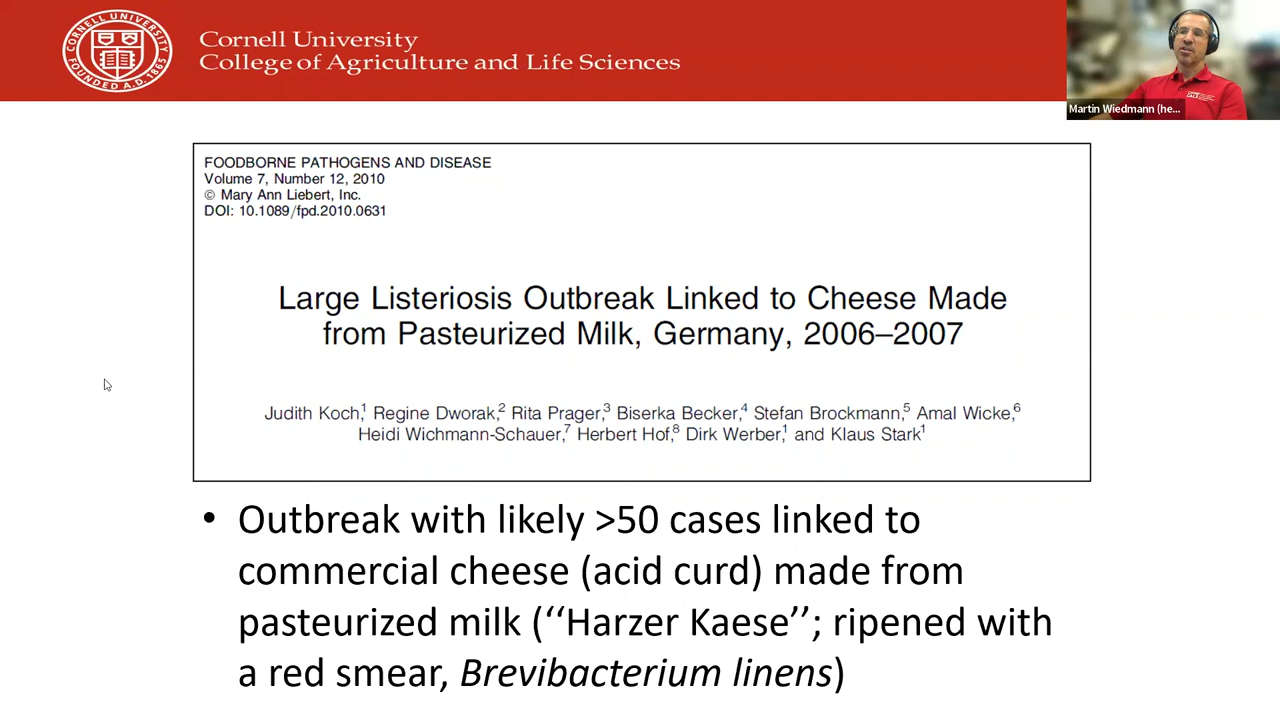 CORNELL UNIVERSITY
FOUNDED A.D. 1865
Cornell University
College of Agriculture and Life Sciences
Martin Wiedmann (he...
FOODBORNE PATHOGENS AND DISEASE
Volume 7, Number 12, 2010
© Mary Ann Liebert, Inc.
DOI: 10.1089/fpd.2010.0631
Large Listeriosis Outbreak Linked to Cheese Made
from Pasteurized Milk, Germany, 2006–2007
Judith Koch,1 Regine Dworak,2 Rita Prager,3 Biserka Becker,4 Stefan Brockmann,5 Amal Wicke,6
Heidi Wichmann-Schauer,7 Herbert Hof,8 Dirk Werber,1 and Klaus Stark1
• Outbreak with likely >50 cases linked to
commercial cheese (acid curd) made from
pasteurized milk (‘‘Harzer Kaese’’; ripened with
a red smear, Brevibacterium linens)